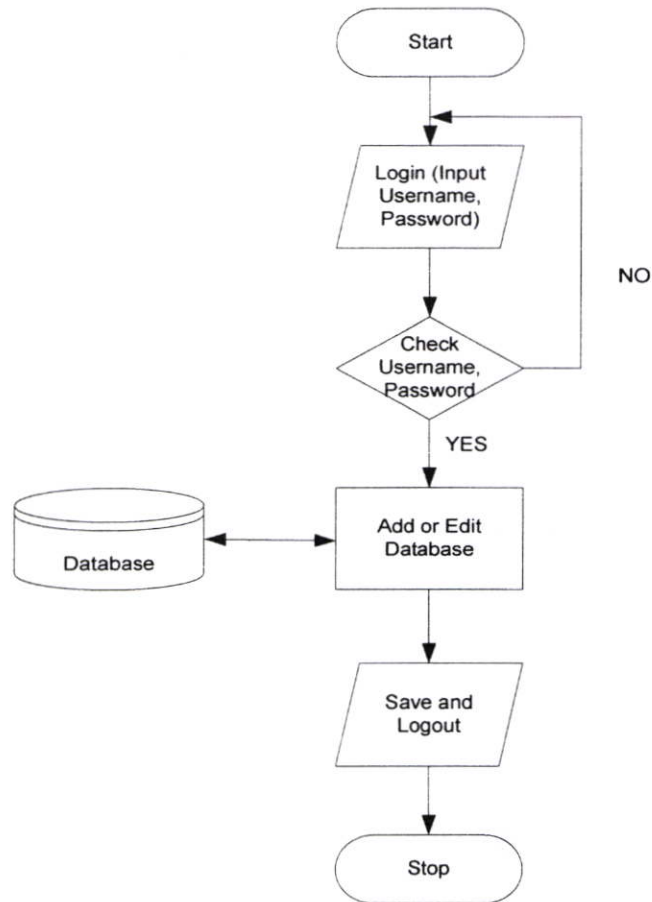 Start
Login (Input
Username,
Password)
NO
Check
Username,
Password
YES
Add or Edit
Database
Database
Save and
Logout
Stop